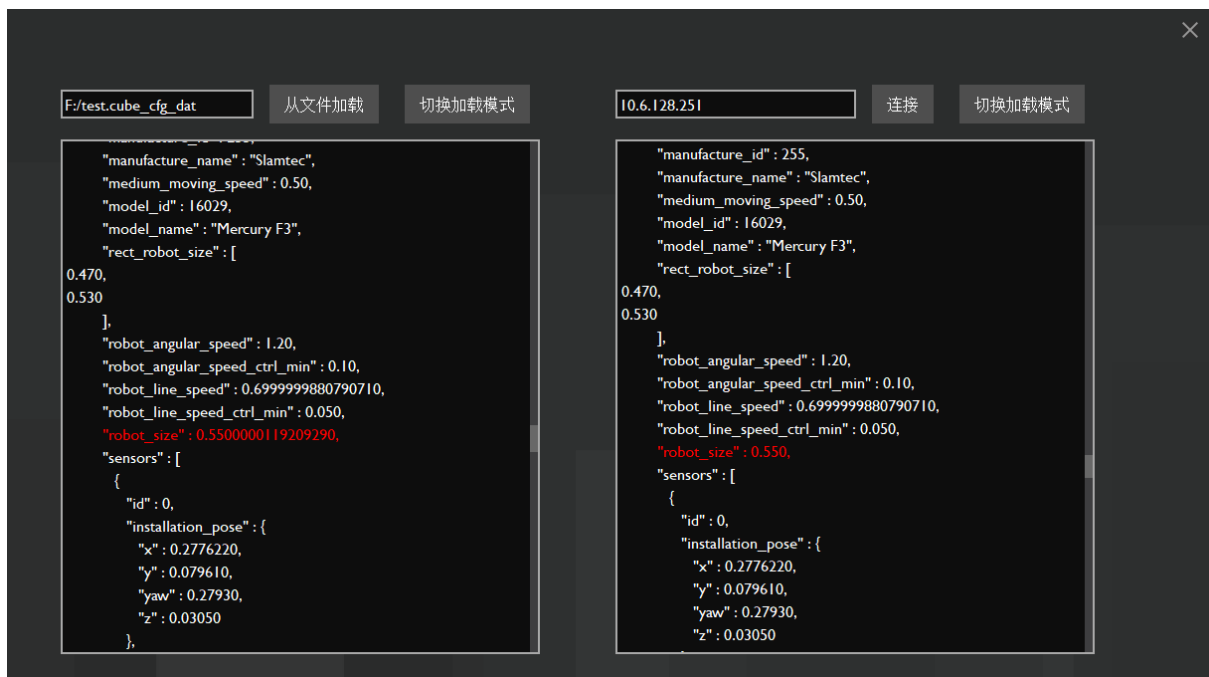 F:/test.cube_cfg_dat
从文件加载
切换加载模式
"manufacture_name" : "Slamtec",
"medium_moving_speed" : 0.50,
"model_id" : 16029,
"model_name" : "Mercury F3",
"rect_robot_size" : [
0.470,
0.530
],
"robot_angular_speed" : 1.20,
"robot_angular_speed_ctrl_min" : 0.10,
"robot_line_speed" : 0.6999999880790710,
"robot_line_speed_ctrl_min" : 0.050,
"robot_size" : 0.5500000119209290,
"sensors" : [
{
"id" : 0,
"installation_pose" : {
"x" : 0.2776220,
"y" : 0.079610,
"yaw" : 0.27930,
"z" : 0.03050
},
10.6.128.251
连接
切换加载模式
"manufacture_id" : 255,
"manufacture_name" : "Slamtec",
"medium_moving_speed" : 0.50,
"model_id" : 16029,
"model_name" : "Mercury F3",
"rect_robot_size" : [
0.470,
0.530
],
"robot_angular_speed" : 1.20,
"robot_angular_speed_ctrl_min" : 0.10,
"robot_line_speed" : 0.6999999880790710,
"robot_line_speed_ctrl_min" : 0.050,
"robot_size" : 0.550,
"sensors" : [
{
"id" : 0,
"installation_pose" : {
"x" : 0.2776220,
"y" : 0.079610,
"yaw" : 0.27930,
"z" : 0.03050